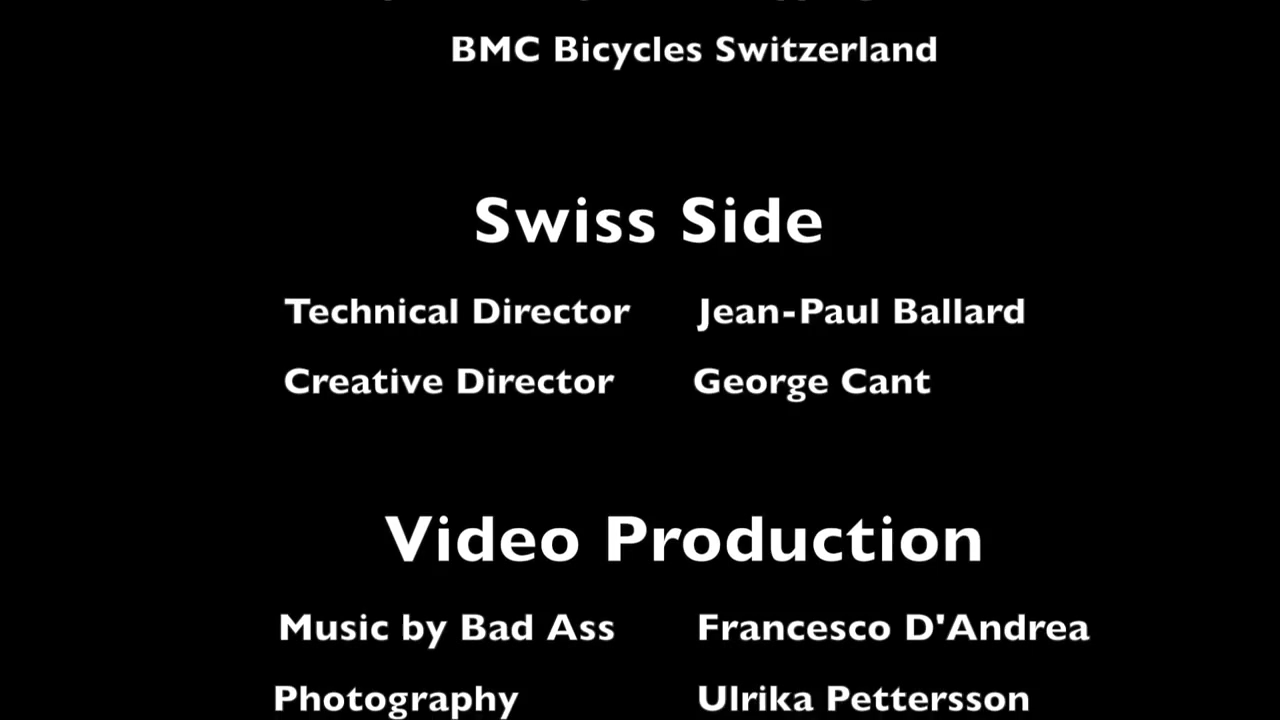 BMC Bicycles Switzerland
Swiss Side
Technical Director Jean-Paul Ballard
Creative Director George Cant
Video Production
Music by Bad Ass Francesco D'Andrea
Photography Ulrika Pettersson